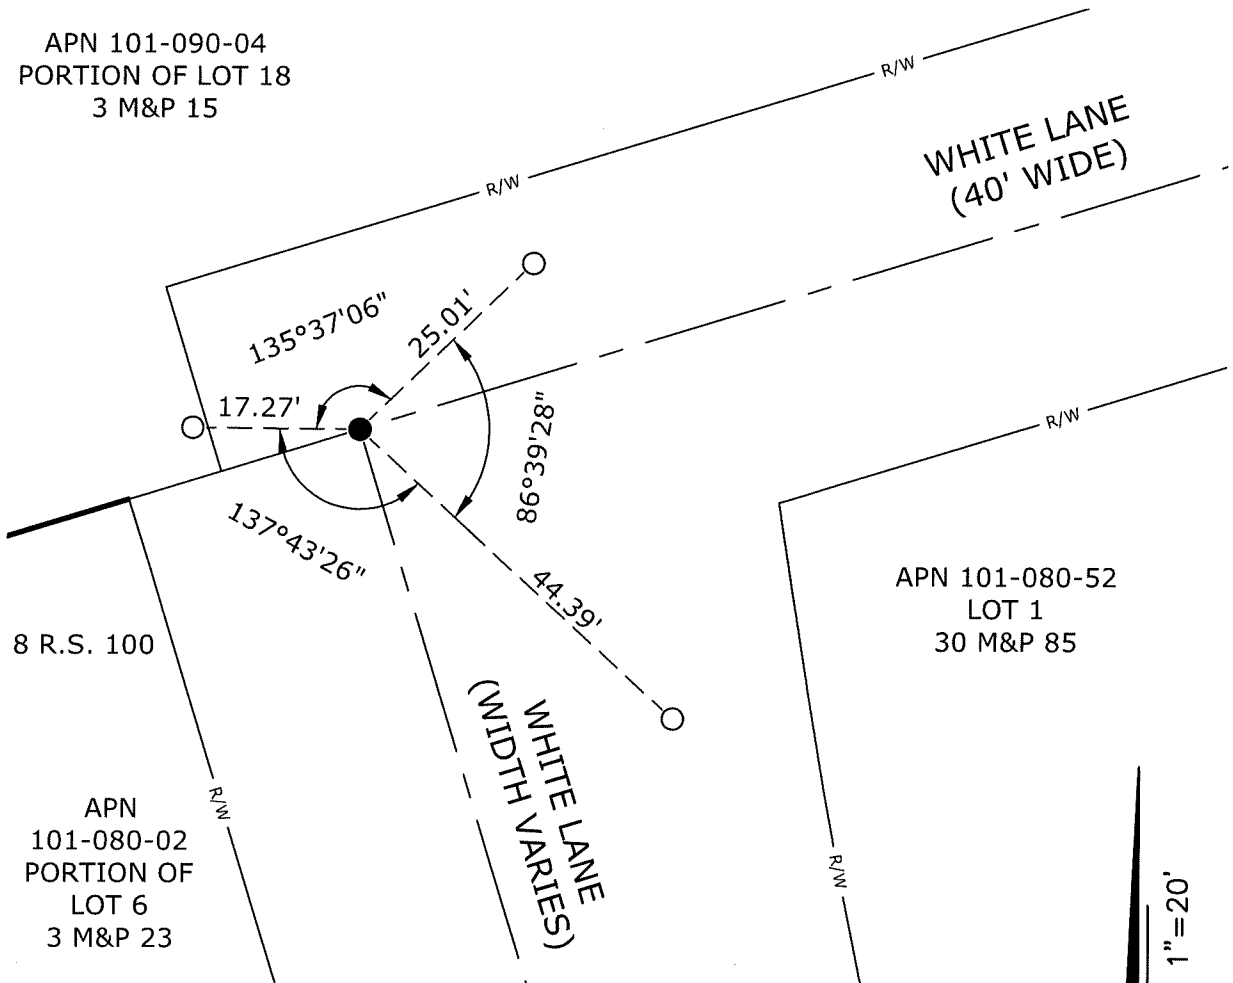 APN 101-090-04
PORTION OF LOT 18
3 M&P 15
R/W
R/W
WHITE LANE
(40' WIDE)
135°37'06"
25.01'
17.27'
86°39'28"
137°43'26"
44.39'
R/W
APN 101-080-52
LOT 1
30 M&P 85
8 R.S. 100
WHITE LANE
(WIDTH VARIES)
R/W
APN
101-080-02
PORTION OF
LOT 6
3 M&P 23
R/W
1"=20'